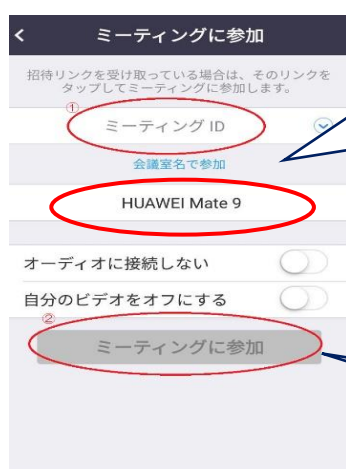 ミーティングに参加
招待リンクを受け取っている場合は、そのリンクを
タップしてミーティングに参加します。
①
ミーティング ID
会議室名で参加
HUAWEI Mate 9
オーディオに接続しない
自分のビデオをオフにする
②
ミーティングに参加